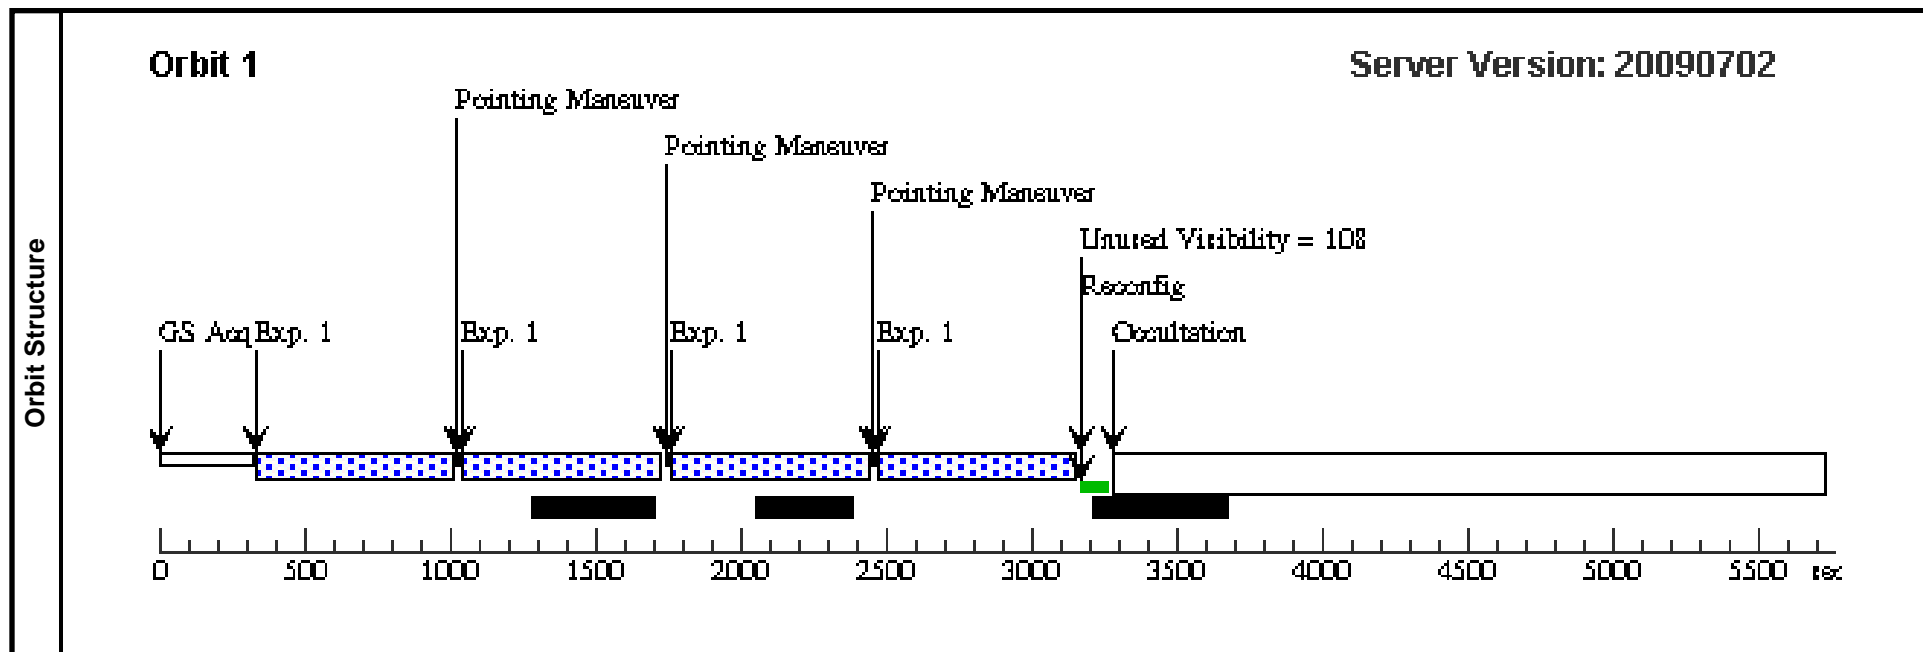 Orbit 1
Server Version: 20090702
Pointing Maneuver
Pointing Maneuver
Pointing Maneuver
Unused Visibility = 108
Reconfig
GS Acq Exp. 1 Exp. 1 Exp. 1 Exp. 1 Occultation
Orbit Structure
0 500 1000 1500 2000 2500 3000 3500 4000 4500 5000 5500 sec